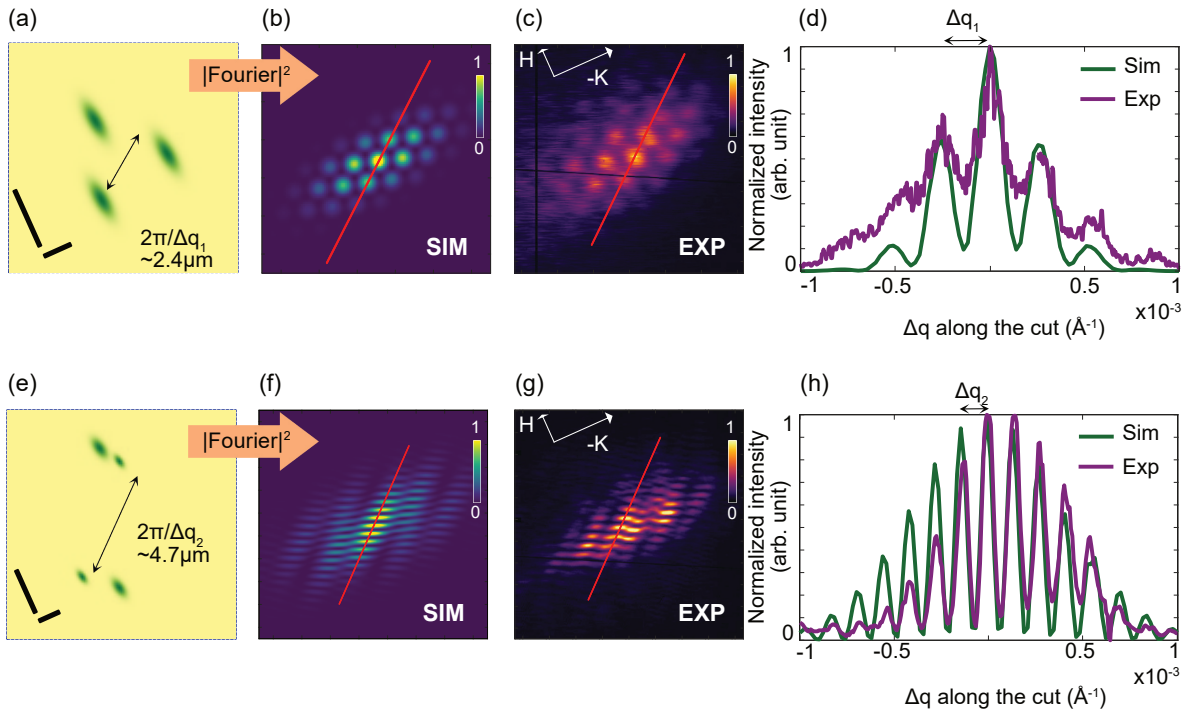 (a)
(b)
(c)
(d)
|Fourier|²
2π/Δq₁
~2.4μm
1
0
SIM
H
-K
1
0
EXP
Δq₁
1
Normalized intensity
(arb. unit)
0
Sim
Exp
-1
-0.5
0
0.5
1
x10⁻³
Δq along the cut (Å⁻¹)
(e)
(f)
(g)
(h)
|Fourier|²
2π/Δq₂
~4.7μm
1
0
SIM
H
-K
1
0
EXP
Δq₂
1
Normalized intensity
(arb. unit)
0
Sim
Exp
-1
-0.5
0
0.5
1
x10⁻³
Δq along the cut (Å⁻¹)